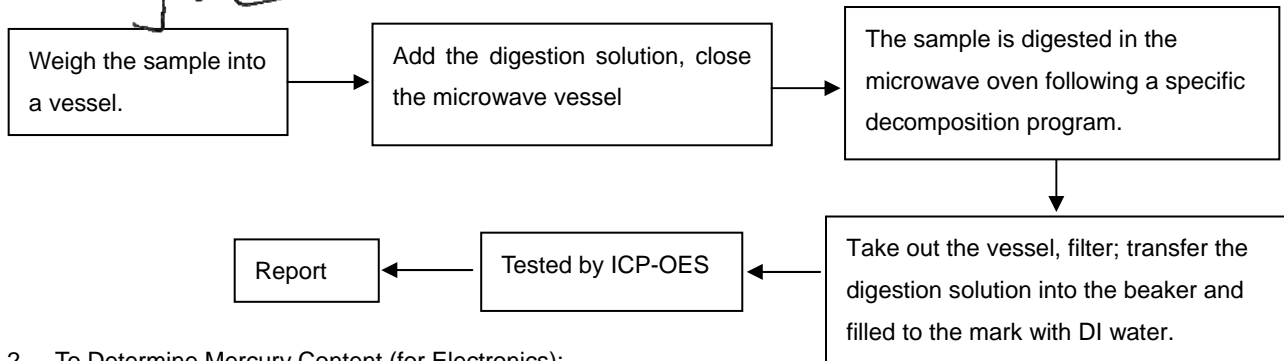 Weigh the sample into
a vessel.
Add the digestion solution, close
the microwave vessel
The sample is digested in the
microwave oven following a specific
decomposition program.
Take out the vessel, filter; transfer the
digestion solution into the beaker and
filled to the mark with DI water.
Tested by ICP-OES
Report
2. To Determine Mercury Content (for Electronics):